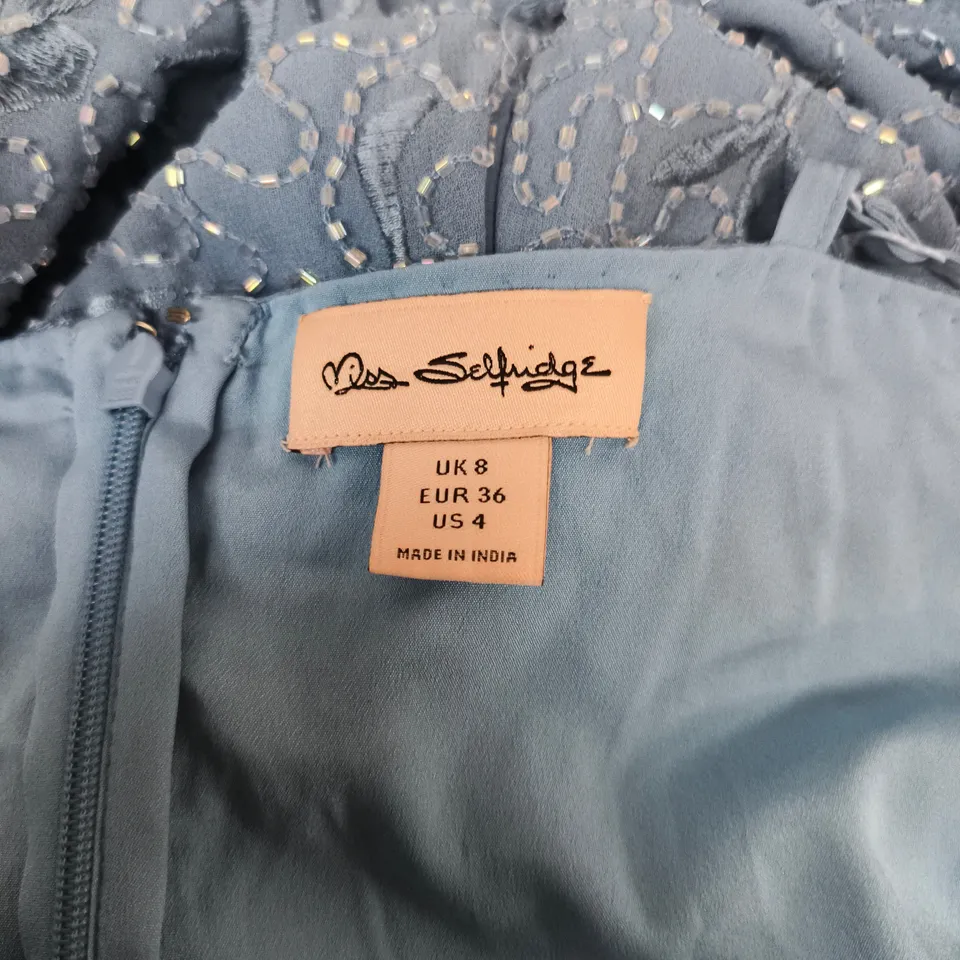 Miss Selfridge
UK 8
EUR 36
US 4
MADE IN INDIA